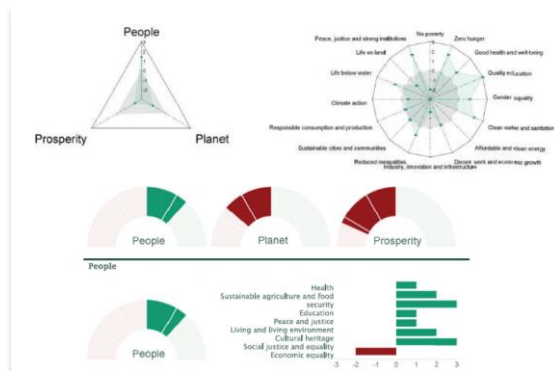 People
Prosperity
Planet
No poverty
Peace, justice and strong institutions
Zero hunger
Life on land
Good health and well-being
Life below water
Quality education
Climate action
Gender equality
Responsible consumption and production
Clean water and sanitation
Sustainable cities and communities
Affordable and clean energy
Reduced inequalities
Decent work and economic growth
Industry, innovation and infrastructure
People
Planet
Prosperity
People
Health
Sustainable agriculture and food
security
Education
Peace and justice
Living and living environment
Cultural heritage
Social justice and equality
Economic equality
People
-3 -2 -1 0 1 2 3